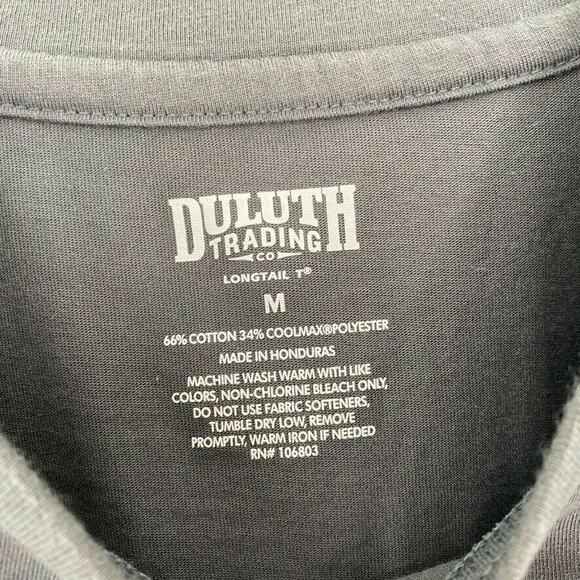 DULUTH
TRADING
CO
LONGTAIL T®
M
66% COTTON 34% COOLMAX®POLYESTER
MADE IN HONDURAS
MACHINE WASH WARM WITH LIKE
COLORS, NON-CHLORINE BLEACH ONLY,
DO NOT USE FABRIC SOFTENERS,
TUMBLE DRY LOW, REMOVE
PROMPTLY, WARM IRON IF NEEDED
RN# 106803